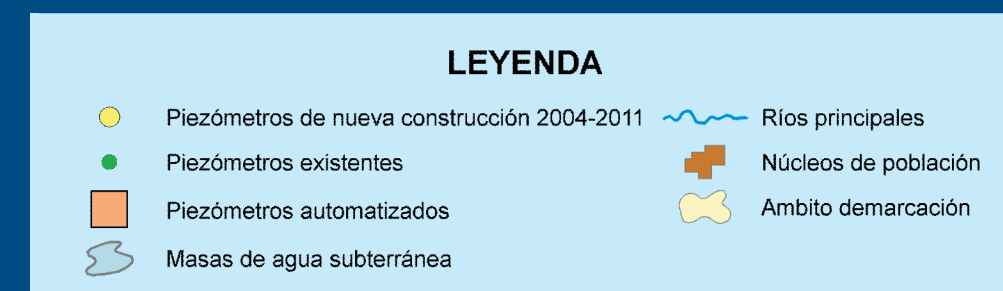 LEYENDA
Piezómetros de nueva construcción 2004-2011
Piezómetros existentes
Piezómetros automatizados
Masas de agua subterránea
Ríos principales
Núcleos de población
Ambito demarcación